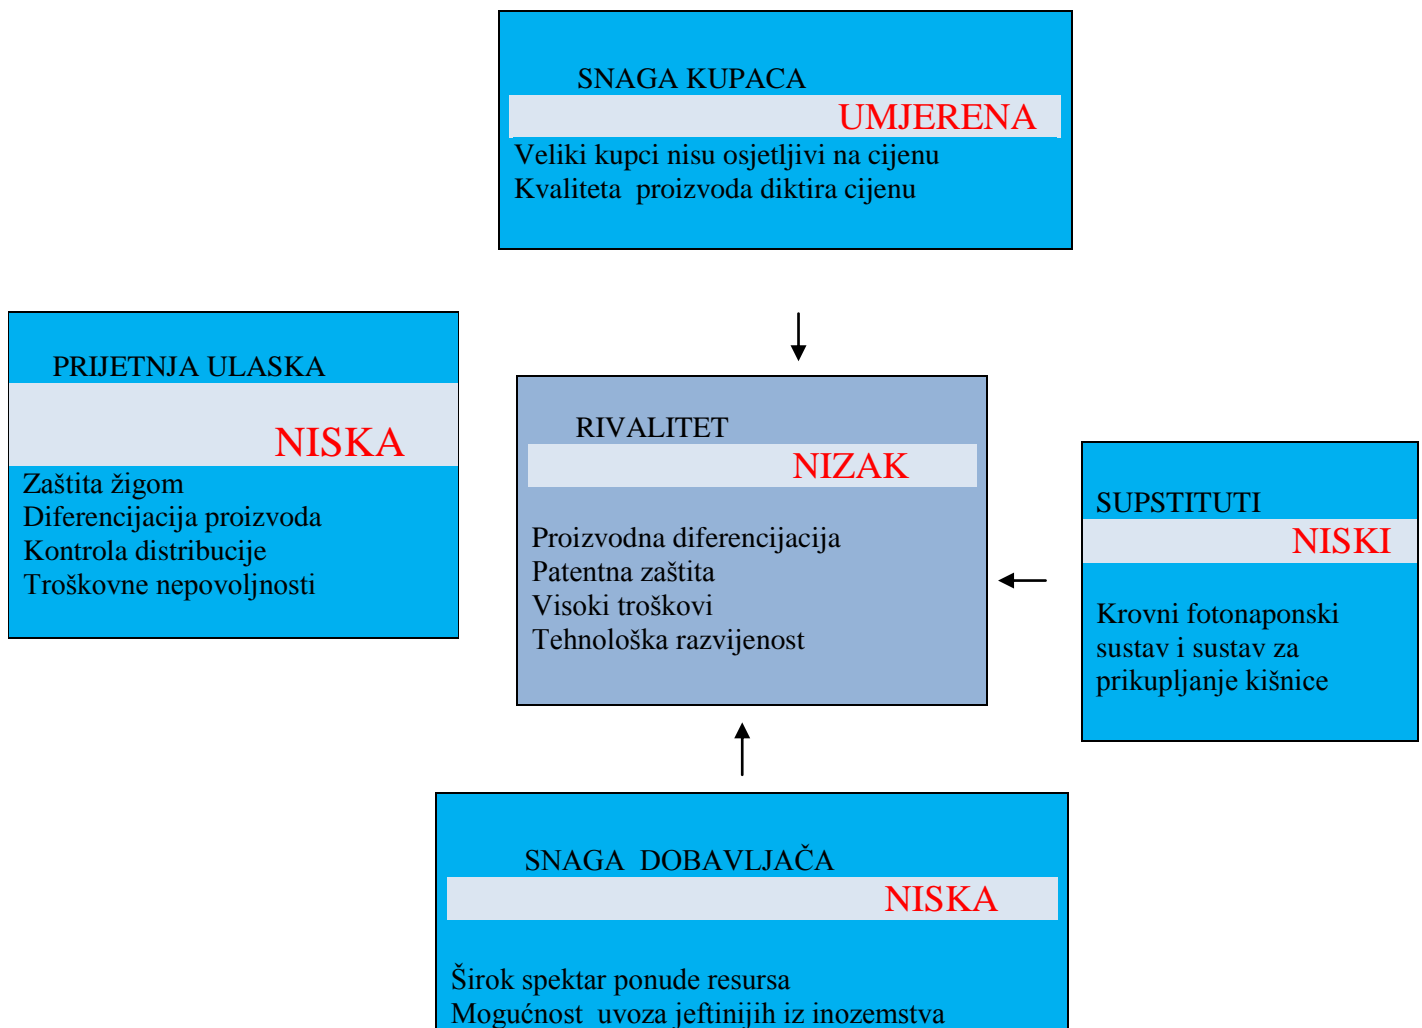 SNAGA KUPACA
UMJERENA
Veliki kupci nisu osjetljivi na cijenu
Kvaliteta proizvoda diktira cijenu
PRIJETNJA ULASKA
NISKA
Zaštita žigom
Diferencijacija proizvoda
Kontrola distribucije
Troškovne nepovoljnosti
RIVALITET
NIZAK
Proizvodna diferencijacija
Patentna zaštita
Visoki troškovi
Tehnološka razvijenost
SUPSTITUTI
NISKI
Krovni fotonaponski
sustav i sustav za
prikupljanje kišnice
SNAGA DOBAVLJAČA
NISKA
Širok spektar ponude resursa
Mogućnost uvoza jeftinijih iz inozemstva